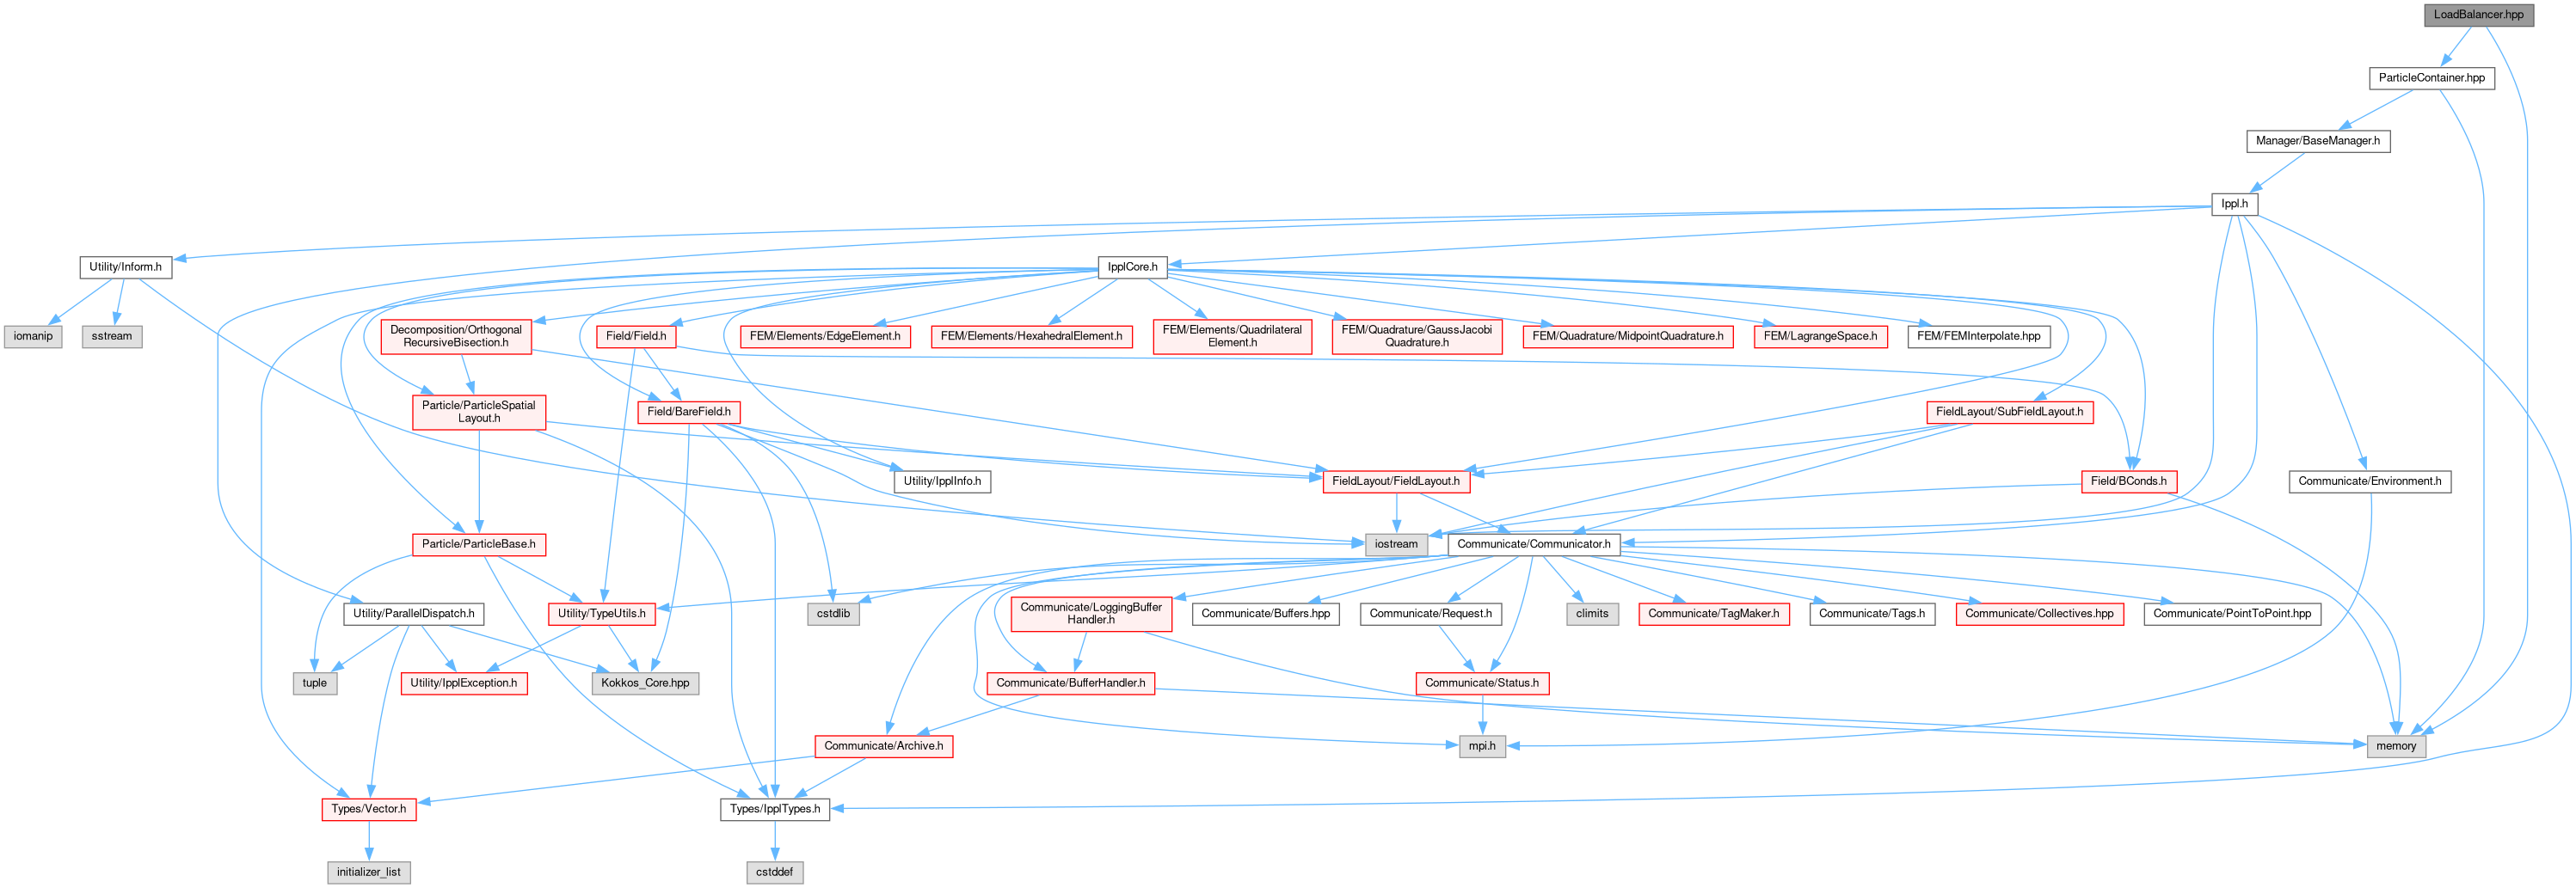 LoadBalancer.hpp
ParticleContainer.hpp
Manager/BaseManager.h
Ippl.h
Utility/Inform.h
IpplCore.h
iomanip
sstream
Decomposition/Orthogonal
RecursiveBisection.h
Field/Field.h
FEM/Elements/EdgeElement.h
FEM/Elements/HexahedralElement.h
FEM/Elements/Quadrilateral
Element.h
FEM/Quadrature/GaussJacobi
Quadrature.h
FEM/Quadrature/MidpointQuadrature.h
FEM/LagrangeSpace.h
FEM/FEMInterpolate.hpp
Particle/ParticleSpatial
Layout.h
Field/BareField.h
FieldLayout/SubFieldLayout.h
Utility/IpplInfo.h
FieldLayout/FieldLayout.h
Field/BConds.h
Communicate/Environment.h
Particle/ParticleBase.h
iostream
Communicate/Communicator.h
Utility/ParallelDispatch.h
Utility/TypeUtils.h
cstdlib
Communicate/LoggingBuffer
Handler.h
Communicate/Buffers.hpp
Communicate/Request.h
climits
Communicate/TagMaker.h
Communicate/Tags.h
Communicate/Collectives.hpp
Communicate/PointToPoint.hpp
tuple
Utility/IpplException.h
Kokkos_Core.hpp
Communicate/BufferHandler.h
Communicate/Status.h
Communicate/Archive.h
mpi.h
memory
Types/Vector.h
Types/IpplTypes.h
initializer_list
cstddef